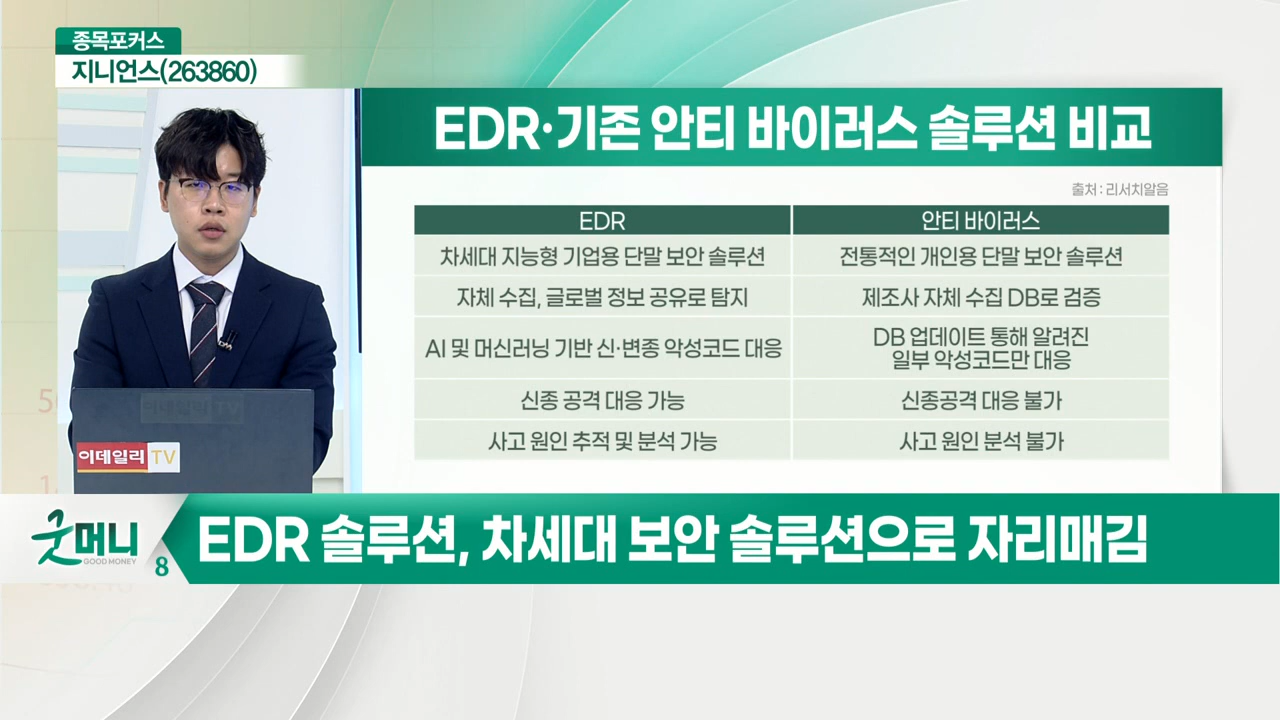 종목포커스
지니언스(263860)
EDR·기존 안티 바이러스 솔루션 비교
출처 : 리서치알음
EDR
안티 바이러스
차세대 지능형 기업용 단말 보안 솔루션
전통적인 개인용 단말 보안 솔루션
자체 수집, 글로벌 정보 공유로 탐지
제조사 자체 수집 DB로 검증
AI 및 머신러닝 기반 신·변종 악성코드 대응
DB 업데이트 통해 알려진
일부 악성코드만 대응
신종 공격 대응 가능
신종공격 대응 불가
사고 원인 추적 및 분석 가능
사고 원인 분석 불가
이데일리 TV
이데일리 TV
굿머니
GOOD MONEY
8
EDR 솔루션, 차세대 보안 솔루션으로 자리매김